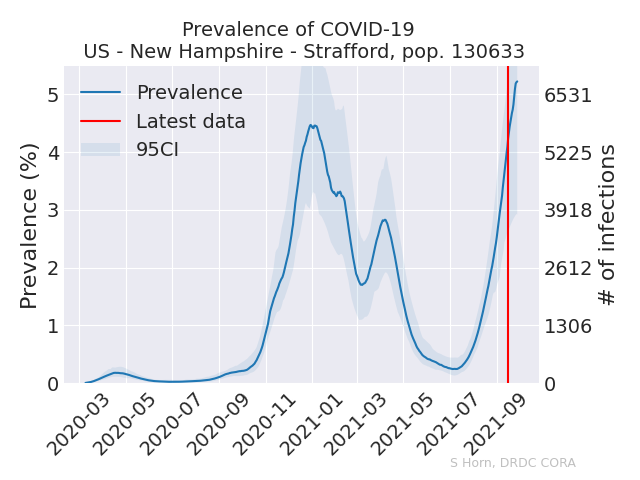 Prevalence of COVID-19
US - New Hampshire - Strafford, pop. 130633
Prevalence
Latest data
95CI
Prevalence (%)
5
4
3
2
1
0
6531
5225
3918
2612
1306
0
# of infections
2020-03
2020-05
2020-07
2020-09
2020-11
2021-01
2021-03
2021-05
2021-07
2021-09
S Horn, DRDC CORA